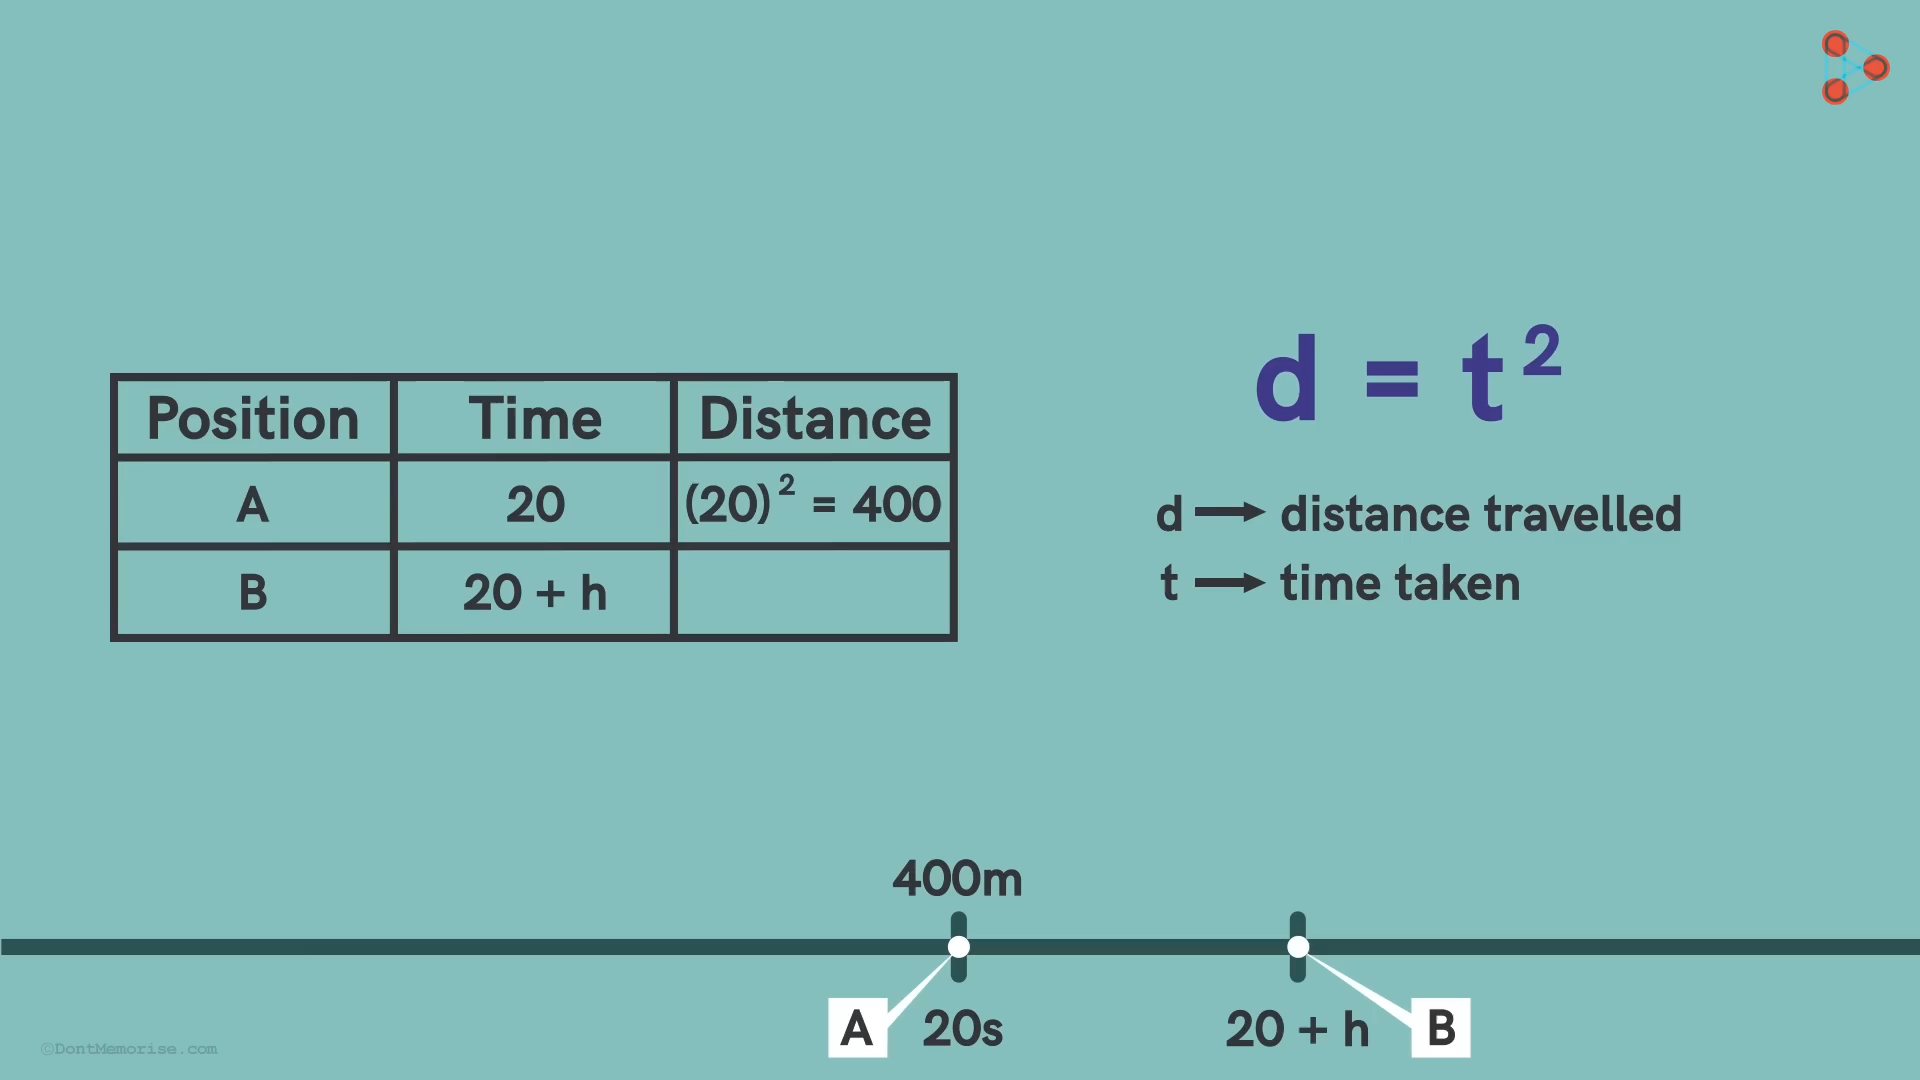 d = t²
Position Time Distance
A 20 (20)² = 400
B 20 + h
d → distance travelled
t → time taken
400m
A 20s 20 + h B
©DontMemorise.com